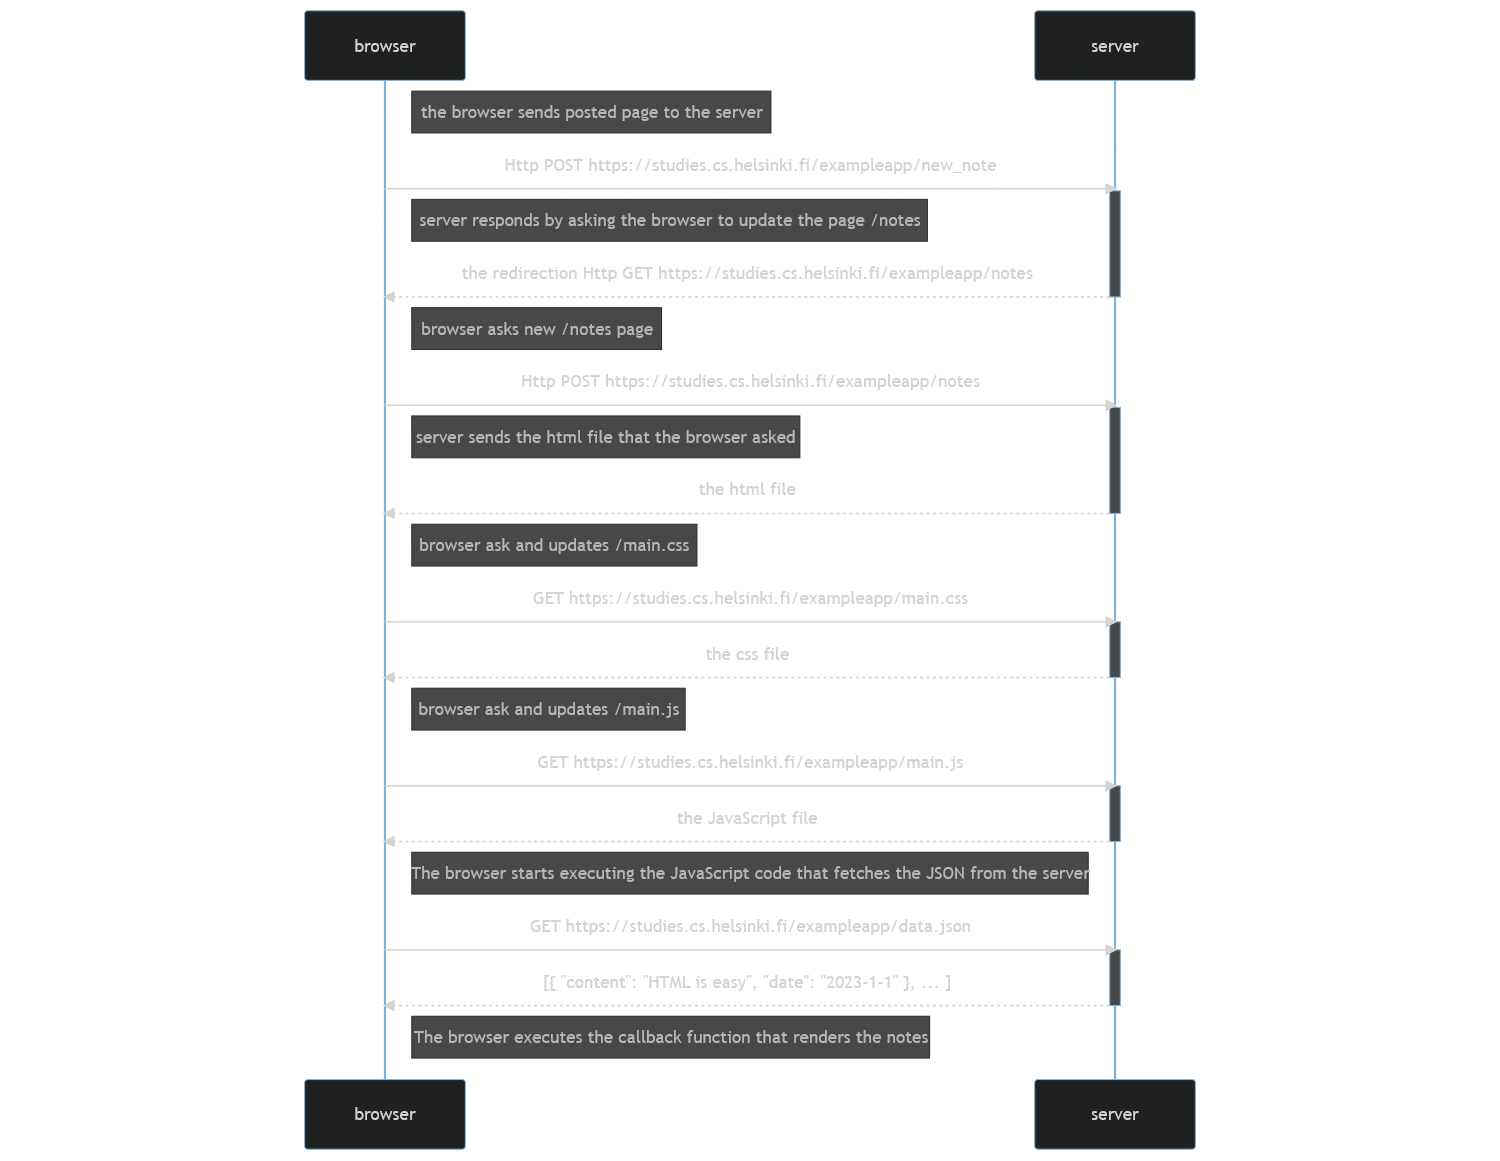 browser
server
the browser sends posted page to the server
Http POST https://studies.cs.helsinki.fi/exampleapp/new_note
server responds by asking the browser to update the page /notes
the redirection Http GET https://studies.cs.helsinki.fi/exampleapp/notes
browser asks new /notes page
Http POST https://studies.cs.helsinki.fi/exampleapp/notes
server sends the html file that the browser asked
the html file
browser ask and updates /main.css
GET https://studies.cs.helsinki.fi/exampleapp/main.css
the css file
browser ask and updates /main.js
GET https://studies.cs.helsinki.fi/exampleapp/main.js
the JavaScript file
The browser starts executing the JavaScript code that fetches the JSON from the server
GET https://studies.cs.helsinki.fi/exampleapp/data.json
[{ "content": "HTML is easy", "date": "2023-1-1" }, ... ]
The browser executes the callback function that renders the notes
browser
server